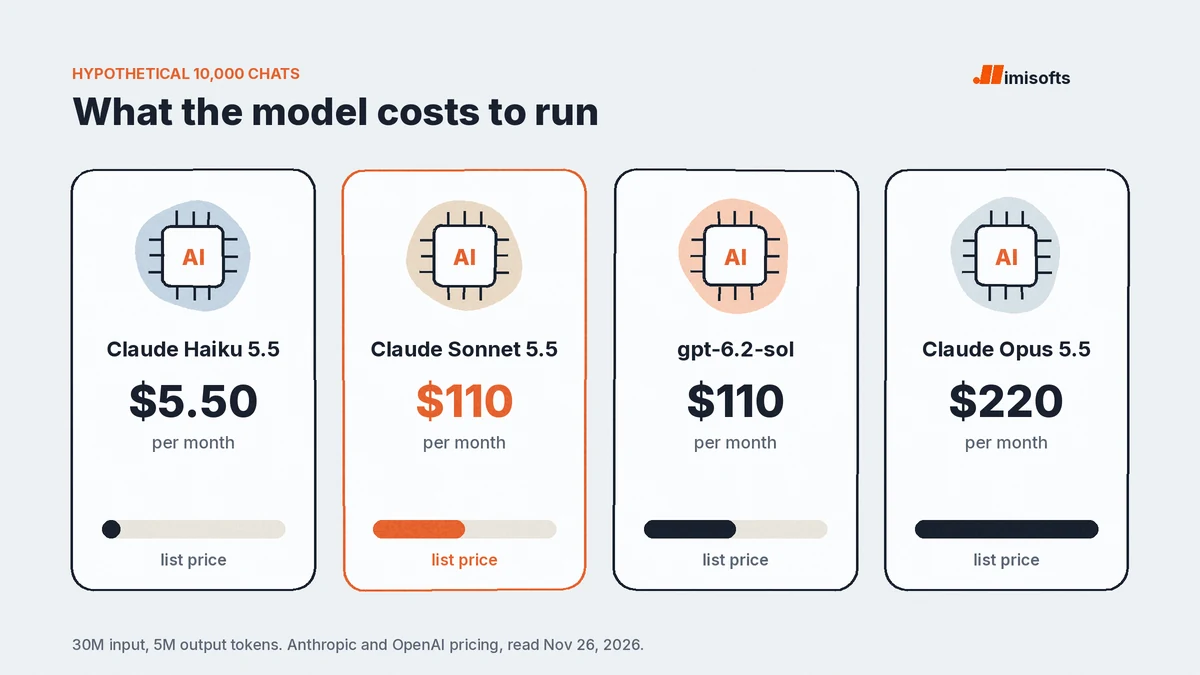 HYPOTHETICAL 10,000 CHATS
What the model costs to run
imisofts
AI
Claude Haiku 5.5
$5.50
per month
list price
AI
Claude Sonnet 5.5
$110
per month
list price
AI
gpt-6.2-sol
$110
per month
list price
AI
Claude Opus 5.5
$220
per month
list price
30M input, 5M output tokens. Anthropic and OpenAI pricing, read Nov 26, 2026.